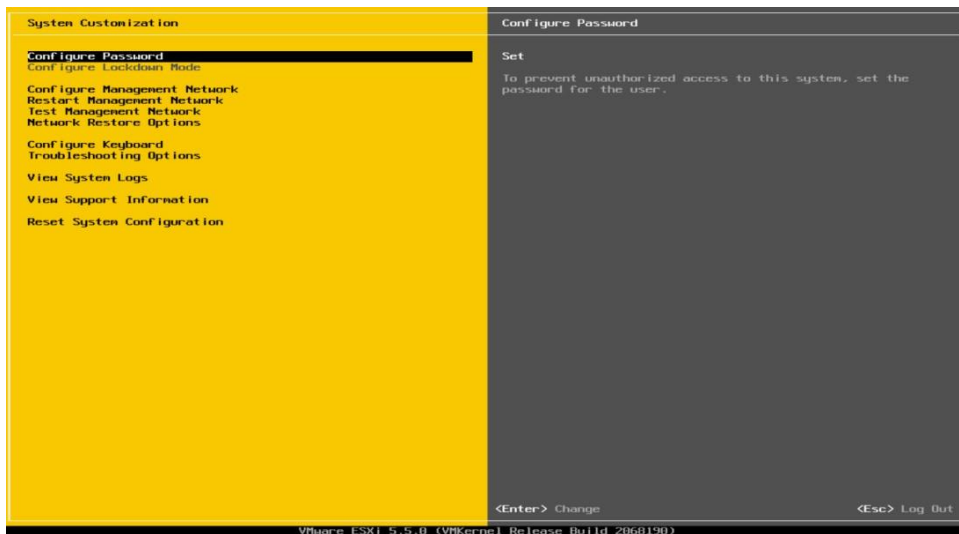 System Customization
Configure Password
Configure Lockdown Mode
Configure Management Network
Restart Management Network
Test Management Network
Network Restore Options
Configure Keyboard
Troubleshooting Options
View System Logs
View Support Information
Reset System Configuration
Configure Password
Set
To prevent unauthorized access to this system, set the
password for the user.
<Enter> Change
<Esc> Log Out
VMware ESXi 5.5.0 (VMKernel Release Build 2068190)